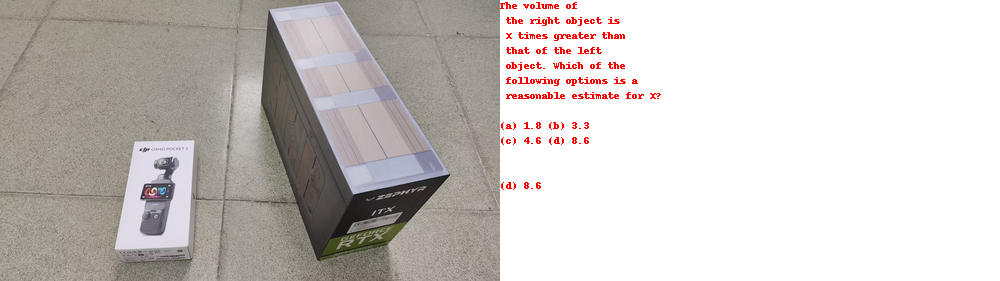 The volume of
the right object is
X times greater than
that of the left
object. Which of the
following options is a
reasonable estimate for X?
(a) 1.8 (b) 3.3
(c) 4.6 (d) 8.6
(d) 8.6
dji OSMO POCKET 3
ZEPHYR
ITX
GEFORCE
RTX